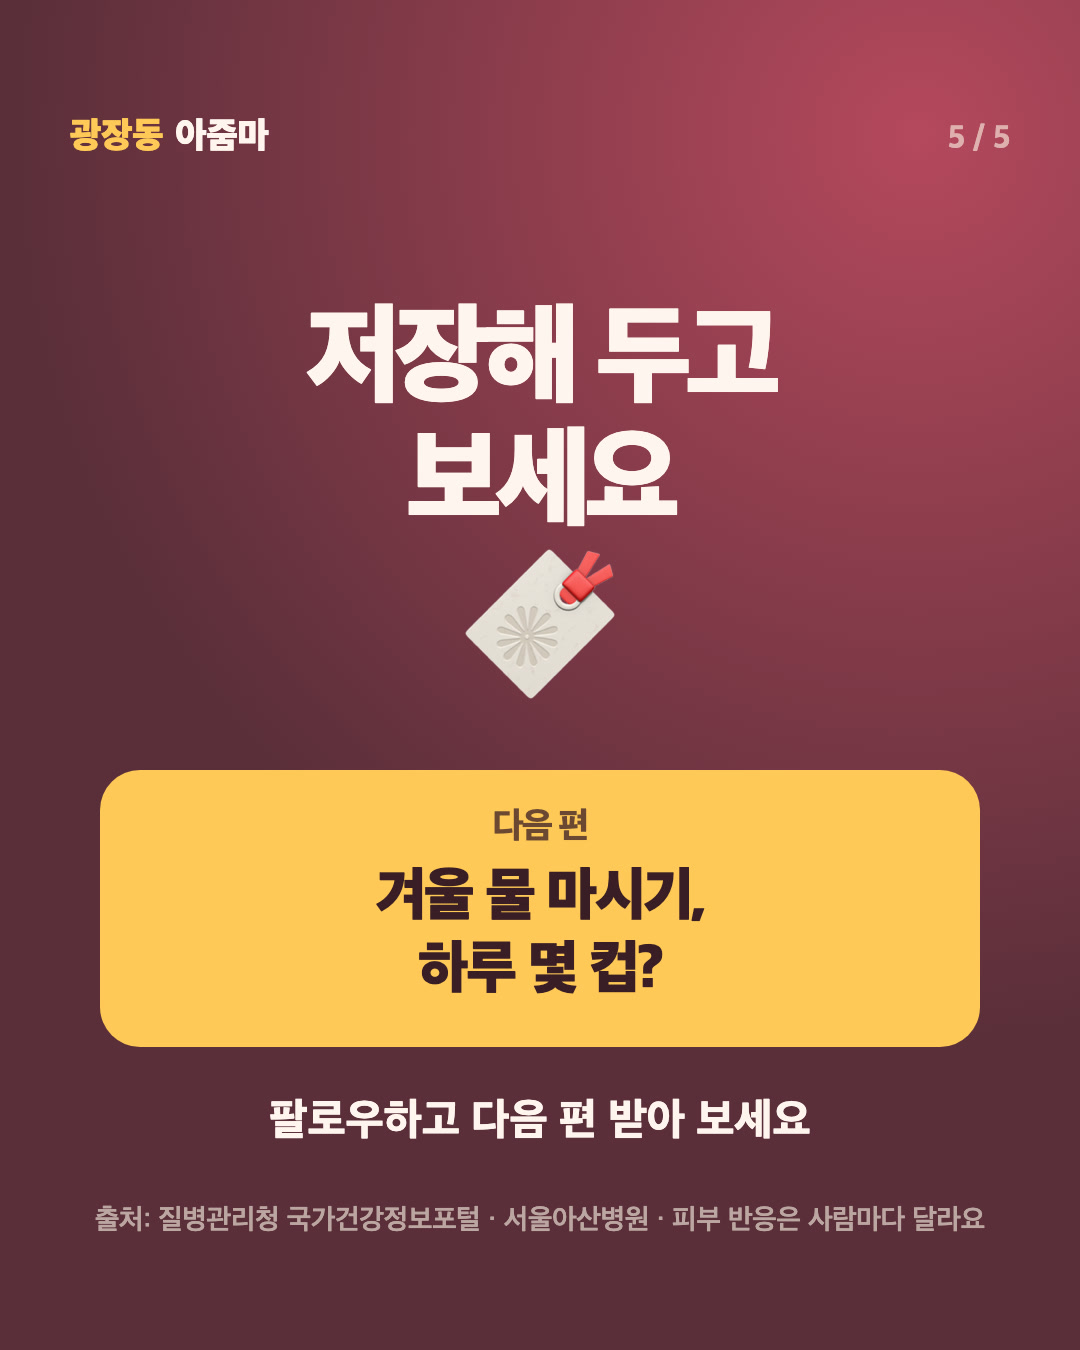 광장동 아줌마
5 / 5
저장해 두고
보세요
다음 편
겨울 물 마시기,
하루 몇 컵?
팔로우하고 다음 편 받아 보세요
출처: 질병관리청 국가건강정보포털 · 서울아산병원 · 피부 반응은 사람마다 달라요